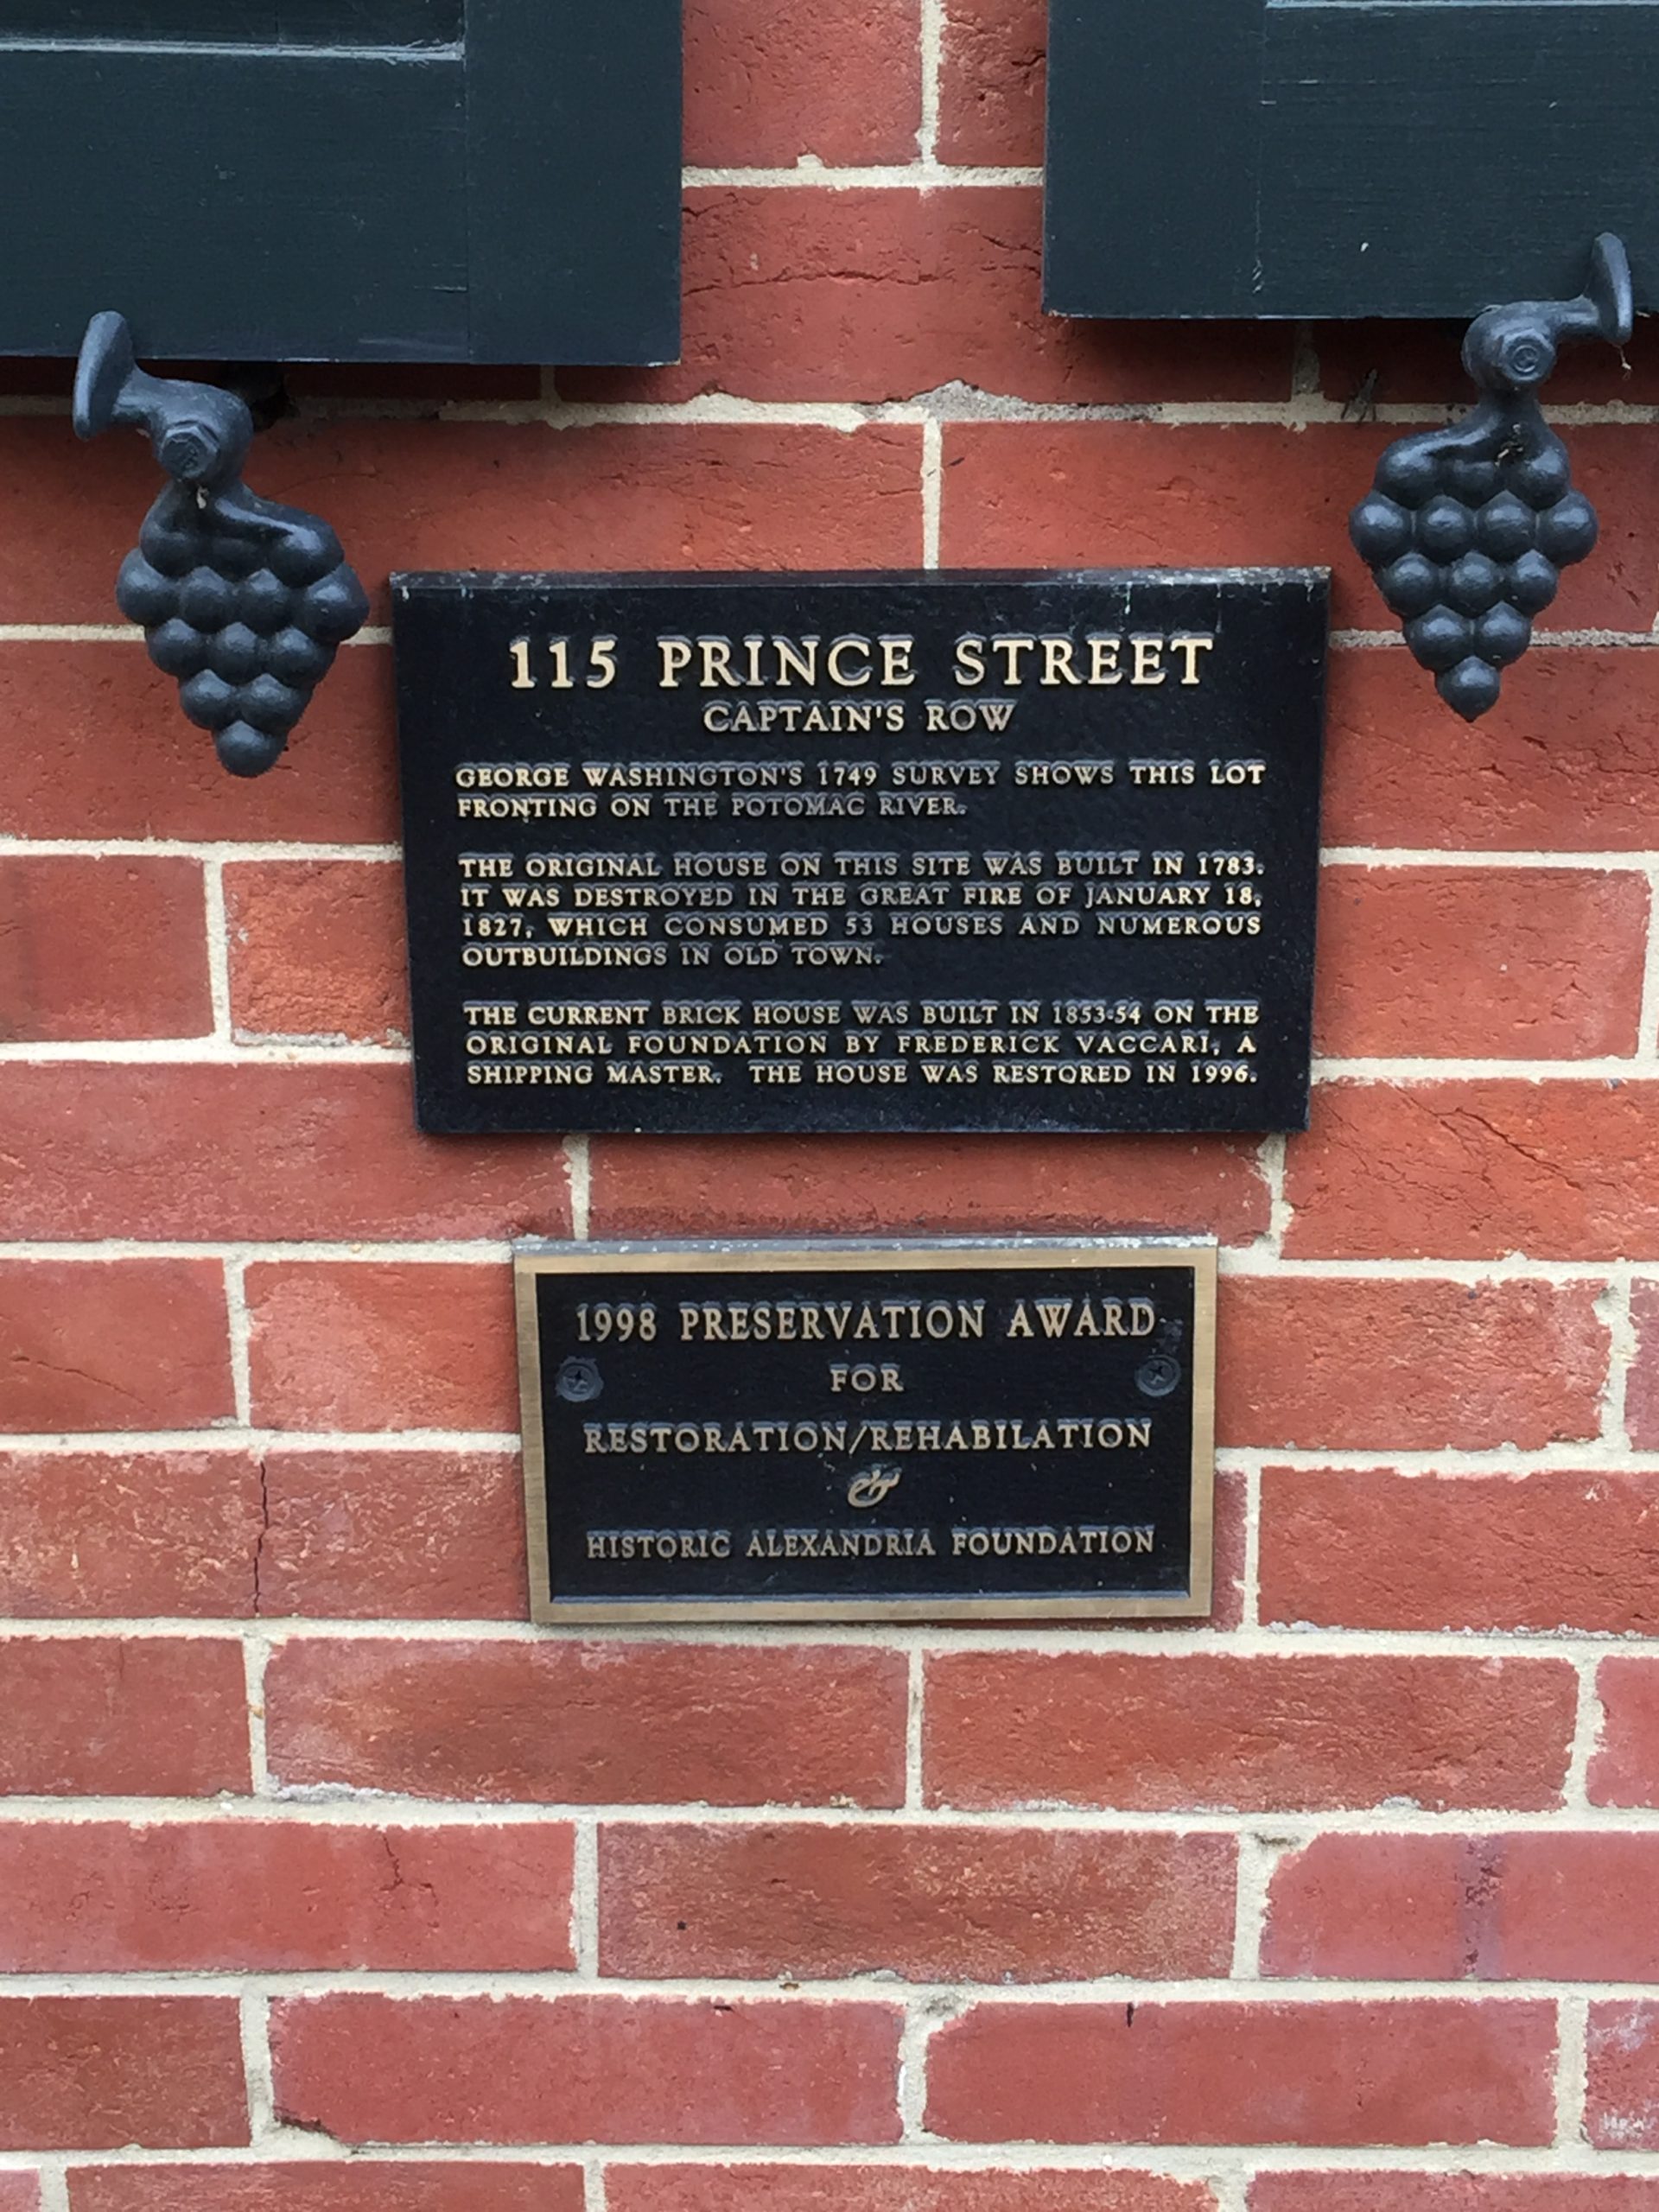 115 PRINCE STREET
CAPTAIN'S ROW
GEORGE WASHINGTON'S 1749 SURVEY SHOWS THIS LOT
FRONTING ON THE POTOMAC RIVER.
THE ORIGINAL HOUSE ON THIS SITE WAS BUILT IN 1783.
IT WAS DESTROYED IN THE GREAT FIRE OF JANUARY 18,
1827, WHICH CONSUMED 53 HOUSES AND NUMEROUS
OUTBUILDINGS IN OLD TOWN.
THE CURRENT BRICK HOUSE WAS BUILT IN 1853-54 ON THE
ORIGINAL FOUNDATION BY FREDERICK VACCARI, A
SHIPPING MASTER. THE HOUSE WAS RESTORED IN 1996.
1998 PRESERVATION AWARD
FOR
RESTORATION/REHABILATION
&
HISTORIC ALEXANDRIA FOUNDATION